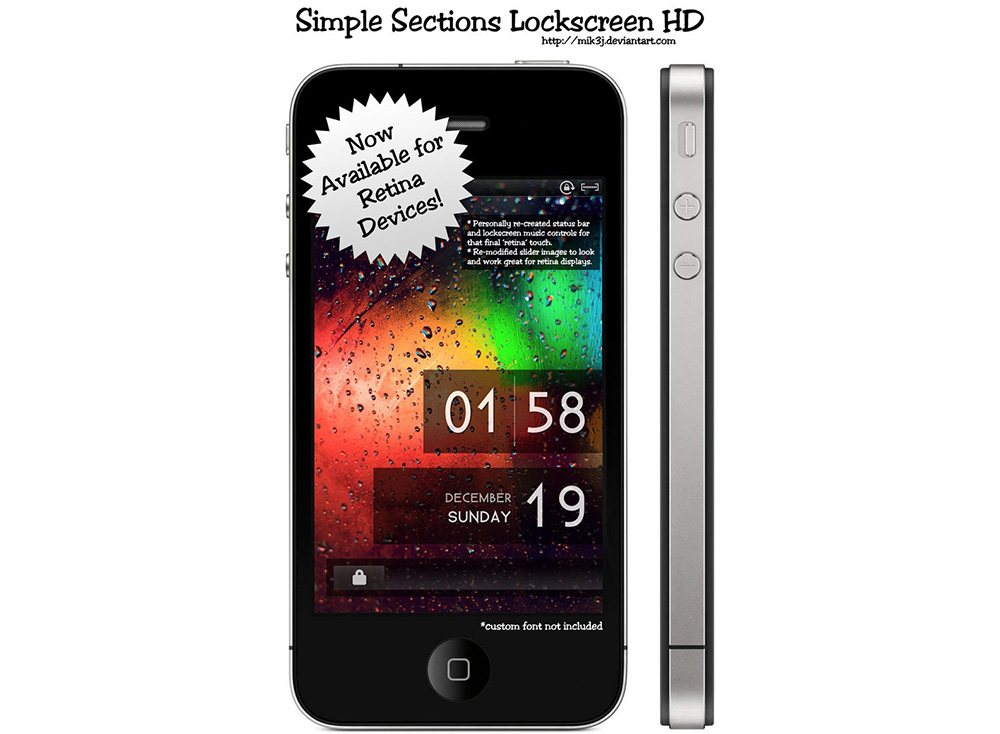 Simple Sections Lockscreen HD
http://mik3j.deviantart.com
Now
Available for
Retina
Devices!
* Personally re-created status bar
and lockscreen music controls for
that final 'retina' touch.
* Re-modified slider images to look
and work great for retina displays.
01 58
DECEMBER
SUNDAY
19
*custom font not included